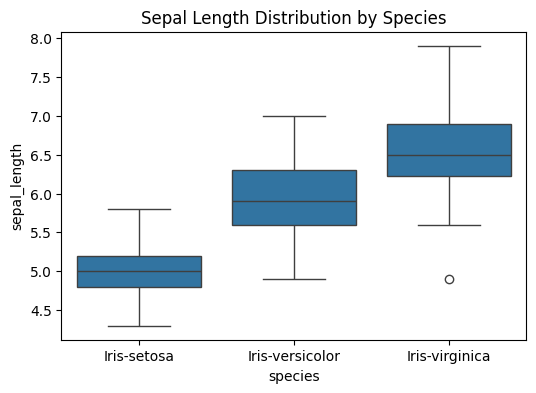 Sepal Length Distribution by Species
8.0
7.5
7.0
6.5
6.0
5.5
5.0
4.5
sepal_length
Iris-setosa Iris-versicolor Iris-virginica
species